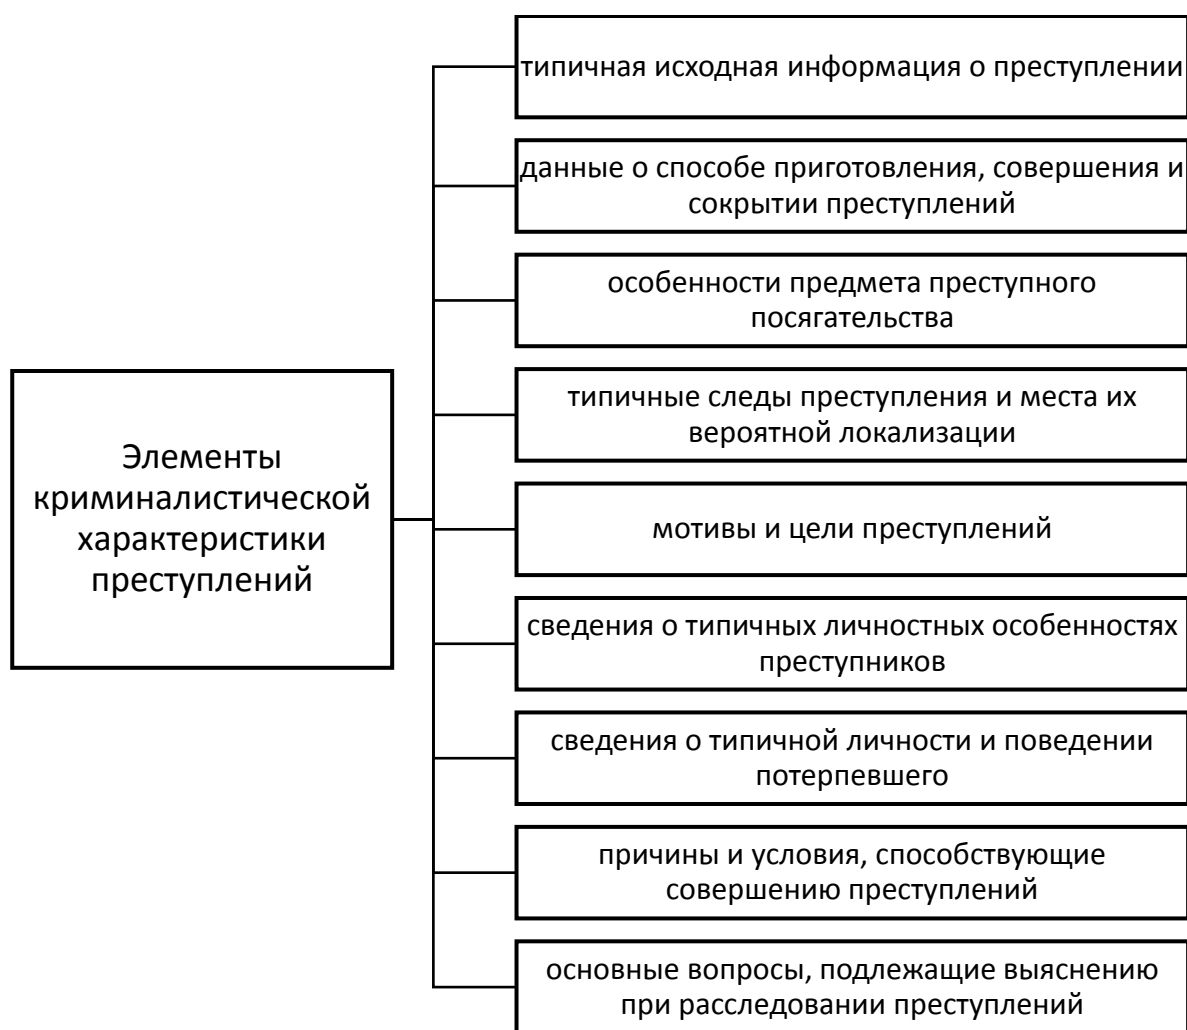 Элементы
криминалистической
характеристики
преступлений
типичная исходная информация о преступлении
данные о способе приготовления, совершения и
сокрытии преступлений
особенности предмета преступного
посягательства
типичные следы преступления и места их
вероятной локализации
мотивы и цели преступлений
сведения о типичных личностных особенностях
преступников
сведения о типичной личности и поведении
потерпевшего
причины и условия, способствующие
совершению преступлений
основные вопросы, подлежащие выяснению
при расследовании преступлений